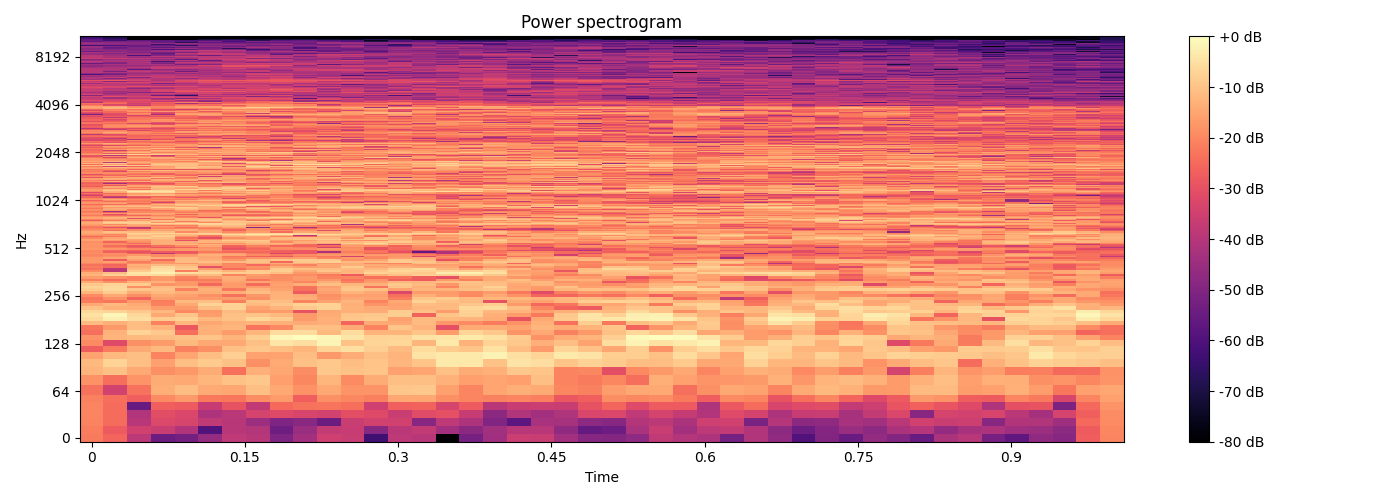 Power spectrogram
8192
4096
2048
1024
512
256
128
64
0
Hz
0 0.15 0.3 0.45 0.6 0.75 0.9
Time
+0 dB
-10 dB
-20 dB
-30 dB
-40 dB
-50 dB
-60 dB
-70 dB
-80 dB